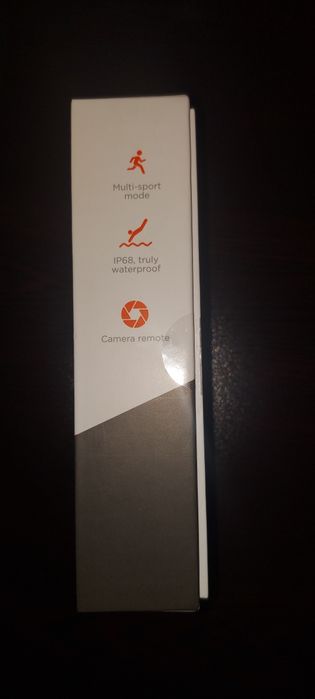 Multi-sport
mode
IP68, truly
waterproof
Camera remote